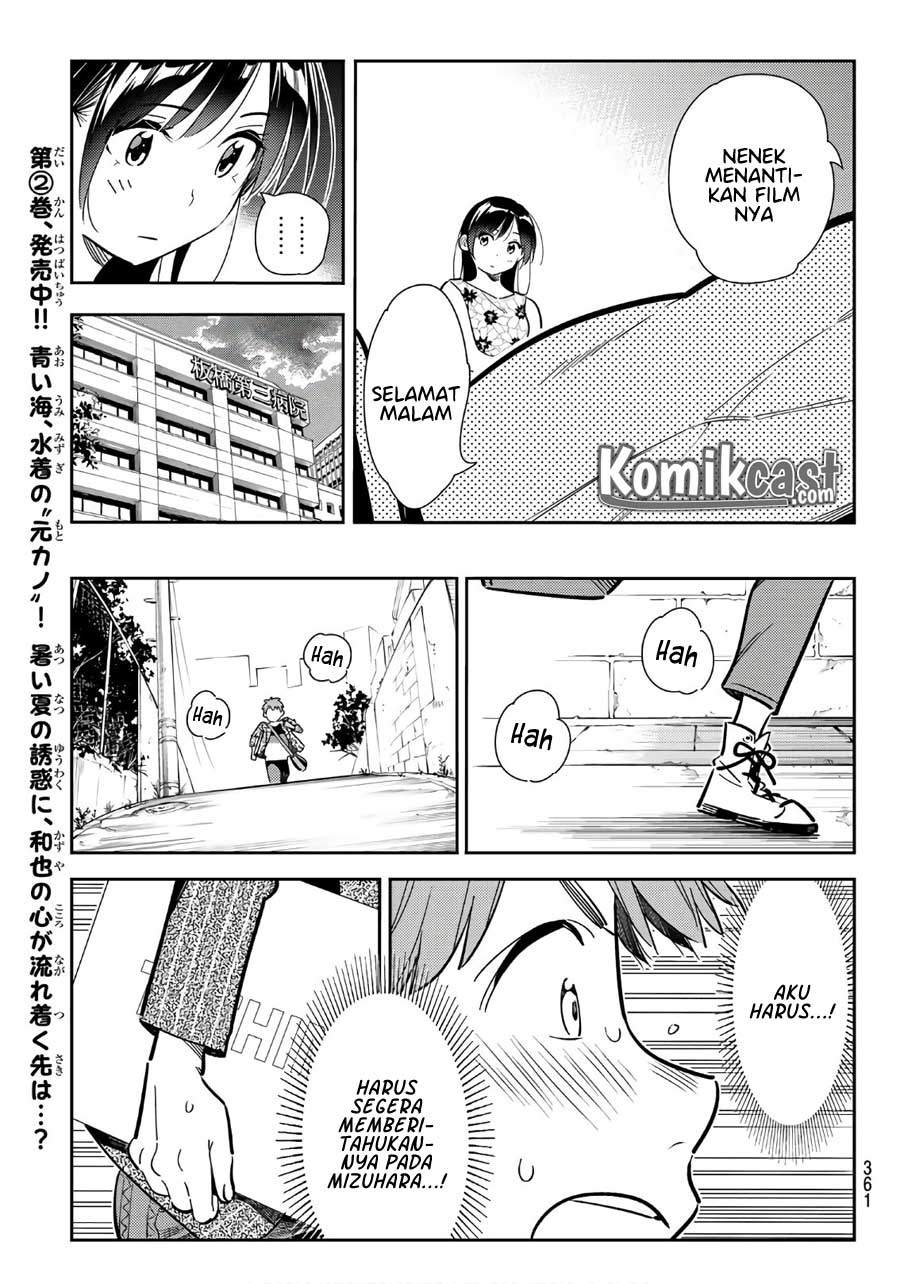 NENEK
MENANTI-
KAN FILM
NYA
SELAMAT
MALAM
Komikcast
.com
板橋第三病院
Hah
Hah
Hah
Hah
AKU
HARUS...!
HARUS
SEGERA
MEMBERI-
TAHUKAN-
NYA PADA
MIZUHARA...!
第②巻、発売中!! 青い海、水着の"元カノ"! 暑い夏の誘惑に、和也の心が流れ着く先は…?
361